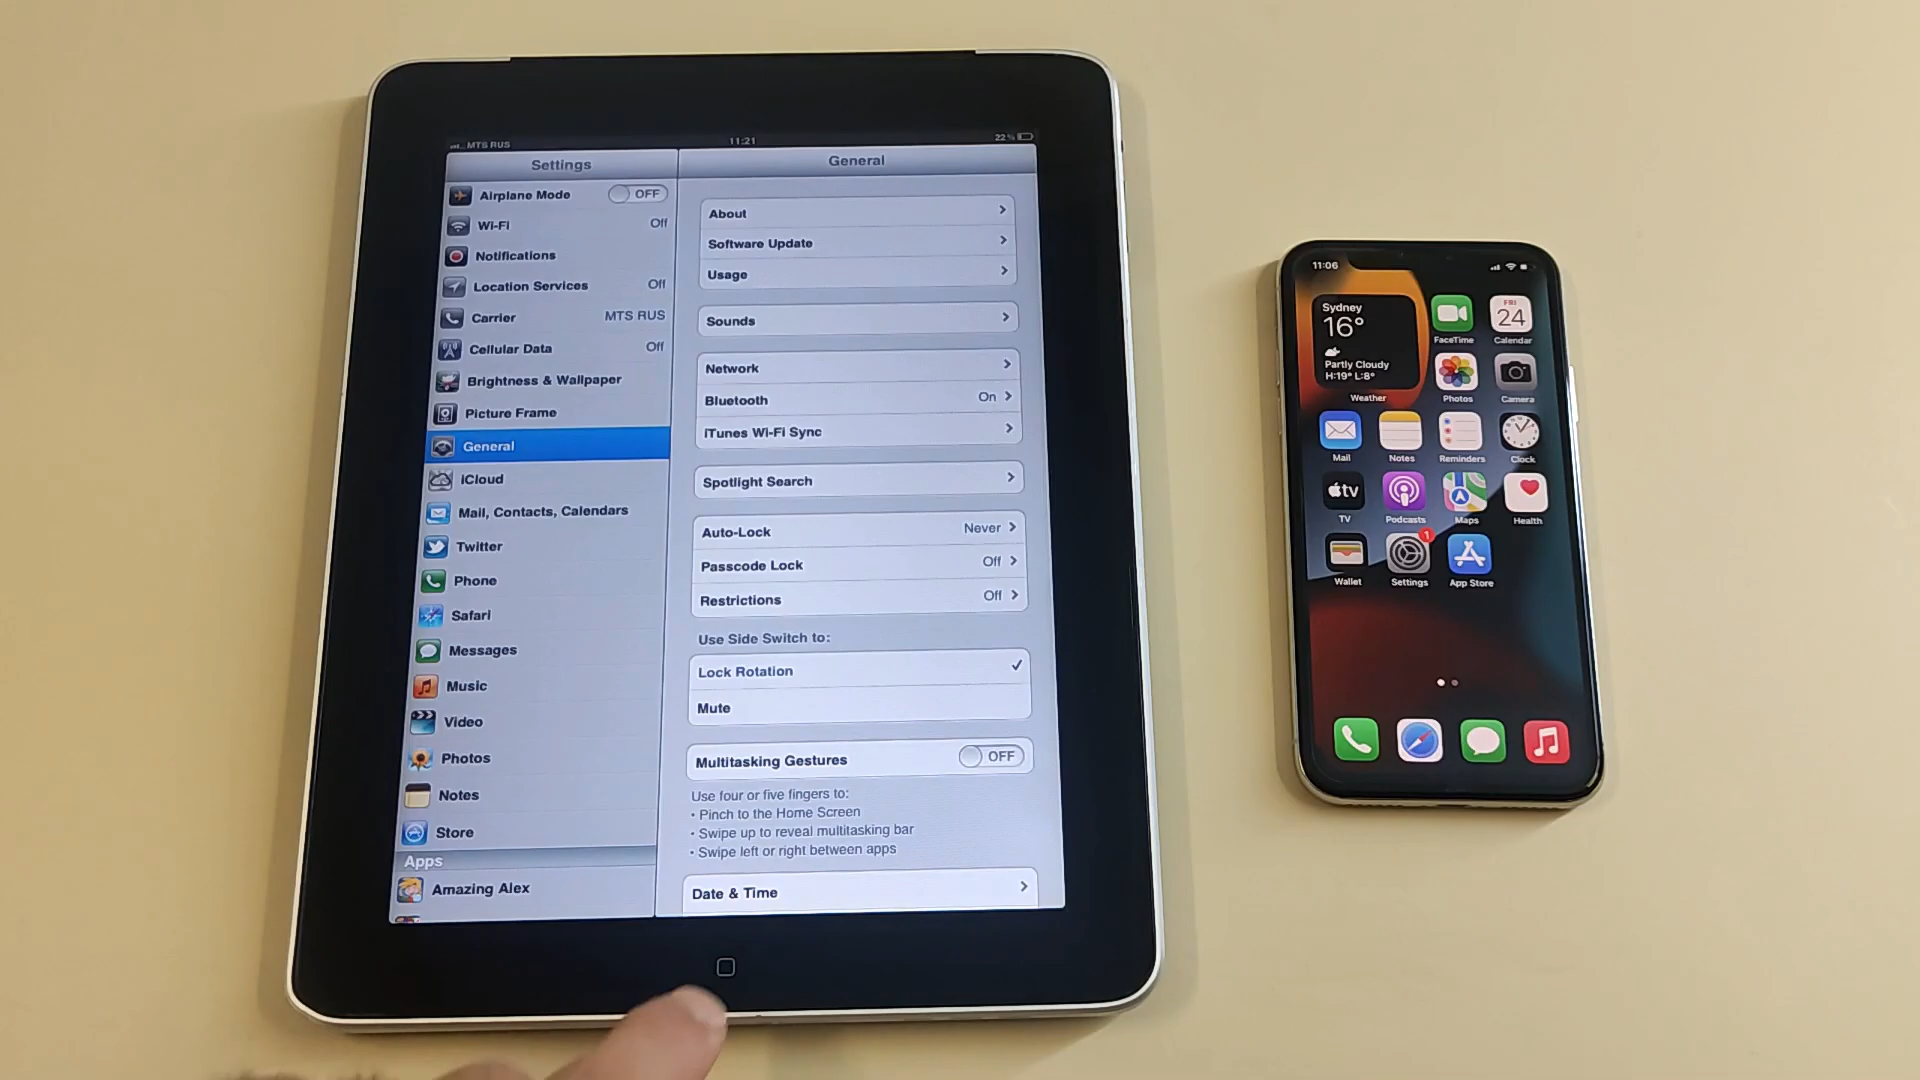 MTS RUS 11:21 22%
Settings
Airplane Mode OFF
Wi-Fi Off
Notifications
Location Services Off
Carrier MTS RUS
Cellular Data Off
Brightness & Wallpaper
Picture Frame
General
iCloud
Mail, Contacts, Calendars
Twitter
Phone
Safari
Messages
Music
Video
Photos
Notes
Store
Apps
Amazing Alex
General
About
Software Update
Usage
Sounds
Network
Bluetooth On
iTunes Wi-Fi Sync
Spotlight Search
Auto-Lock Never
Passcode Lock Off
Restrictions Off
Use Side Switch to:
Lock Rotation
Mute
Multitasking Gestures OFF
Use four or five fingers to:
• Pinch to the Home Screen
• Swipe up to reveal multitasking bar
• Swipe left or right between apps
Date & Time
11:06
Sydney
16°
Partly Cloudy
H:19° L:8°
Weather
FaceTime
FRI
24
Calendar
Photos
Camera
Mail
Notes
Reminders
Clock
tv
TV
Podcasts
Maps
Health
Wallet
1
Settings
App Store